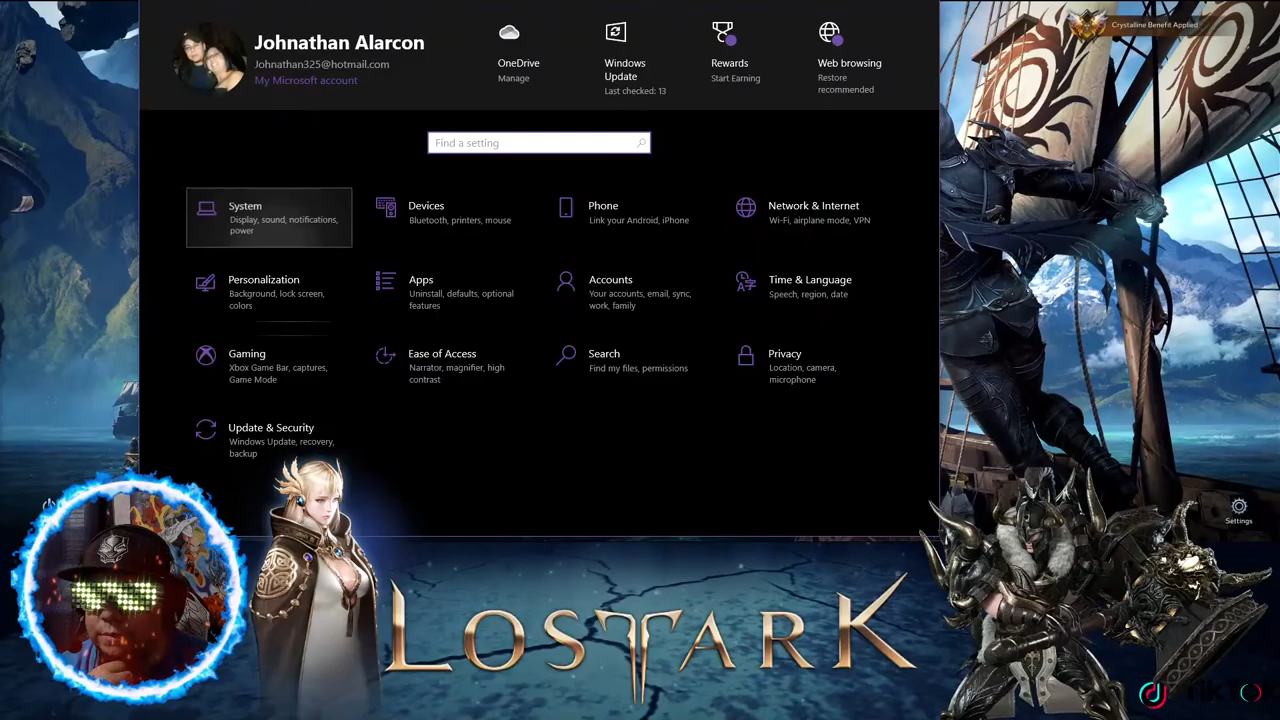 Johnathan Alarcon
Johnathan325@hotmail.com
My Microsoft account
OneDrive
Manage
Windows
Update
Last checked: 13
Rewards
Start Earning
Web browsing
Restore
recommended
Crystalline Benefit Applied
Find a setting
System
Display, sound, notifications,
power
Devices
Bluetooth, printers, mouse
Phone
Link your Android, iPhone
Network & Internet
Wi-Fi, airplane mode, VPN
Personalization
Background, lock screen,
colors
Apps
Uninstall, defaults, optional
features
Accounts
Your accounts, email, sync,
work, family
Time & Language
Speech, region, date
Gaming
Xbox Game Bar, captures,
Game Mode
Ease of Access
Narrator, magnifier, high
contrast
Search
Find my files, permissions
Privacy
Location, camera,
microphone
Update & Security
Windows Update, recovery,
backup
Settings
LOST ARK